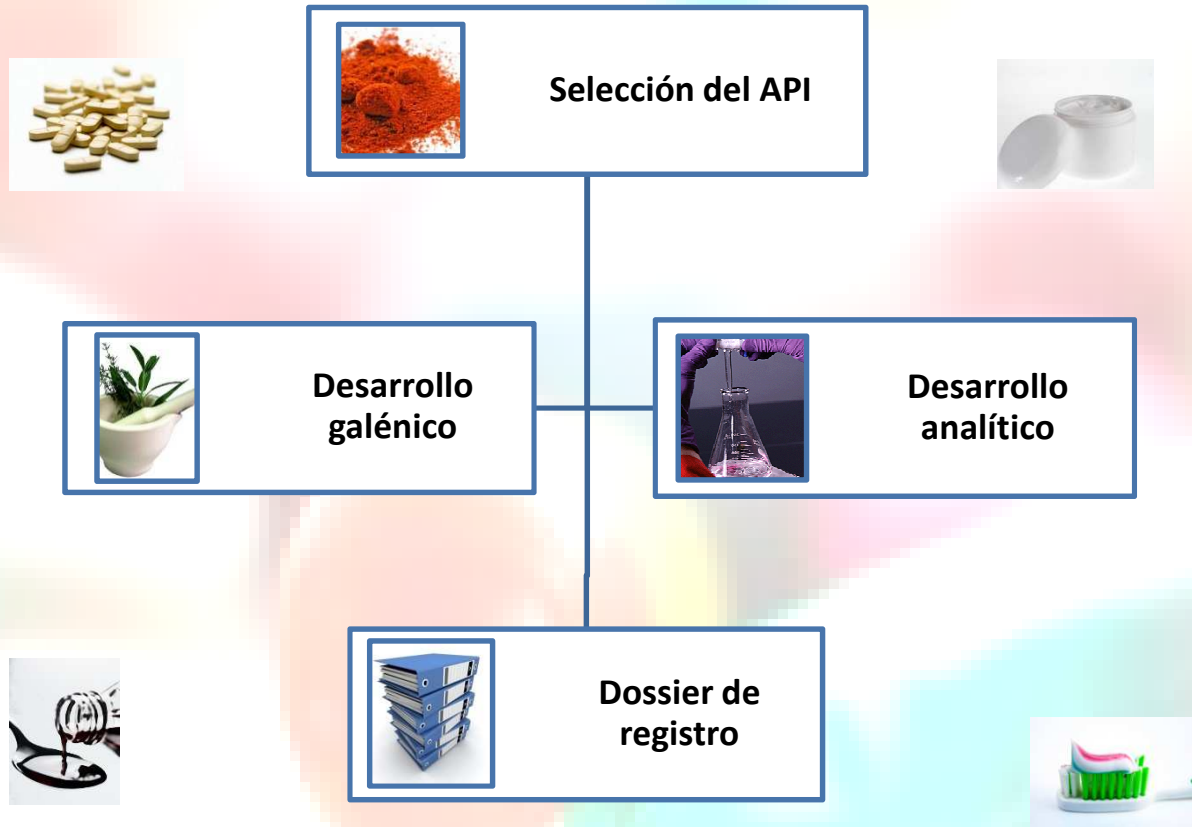 Selección del API
Desarrollo
galénico
Desarrollo
analítico
Dossier de
registro